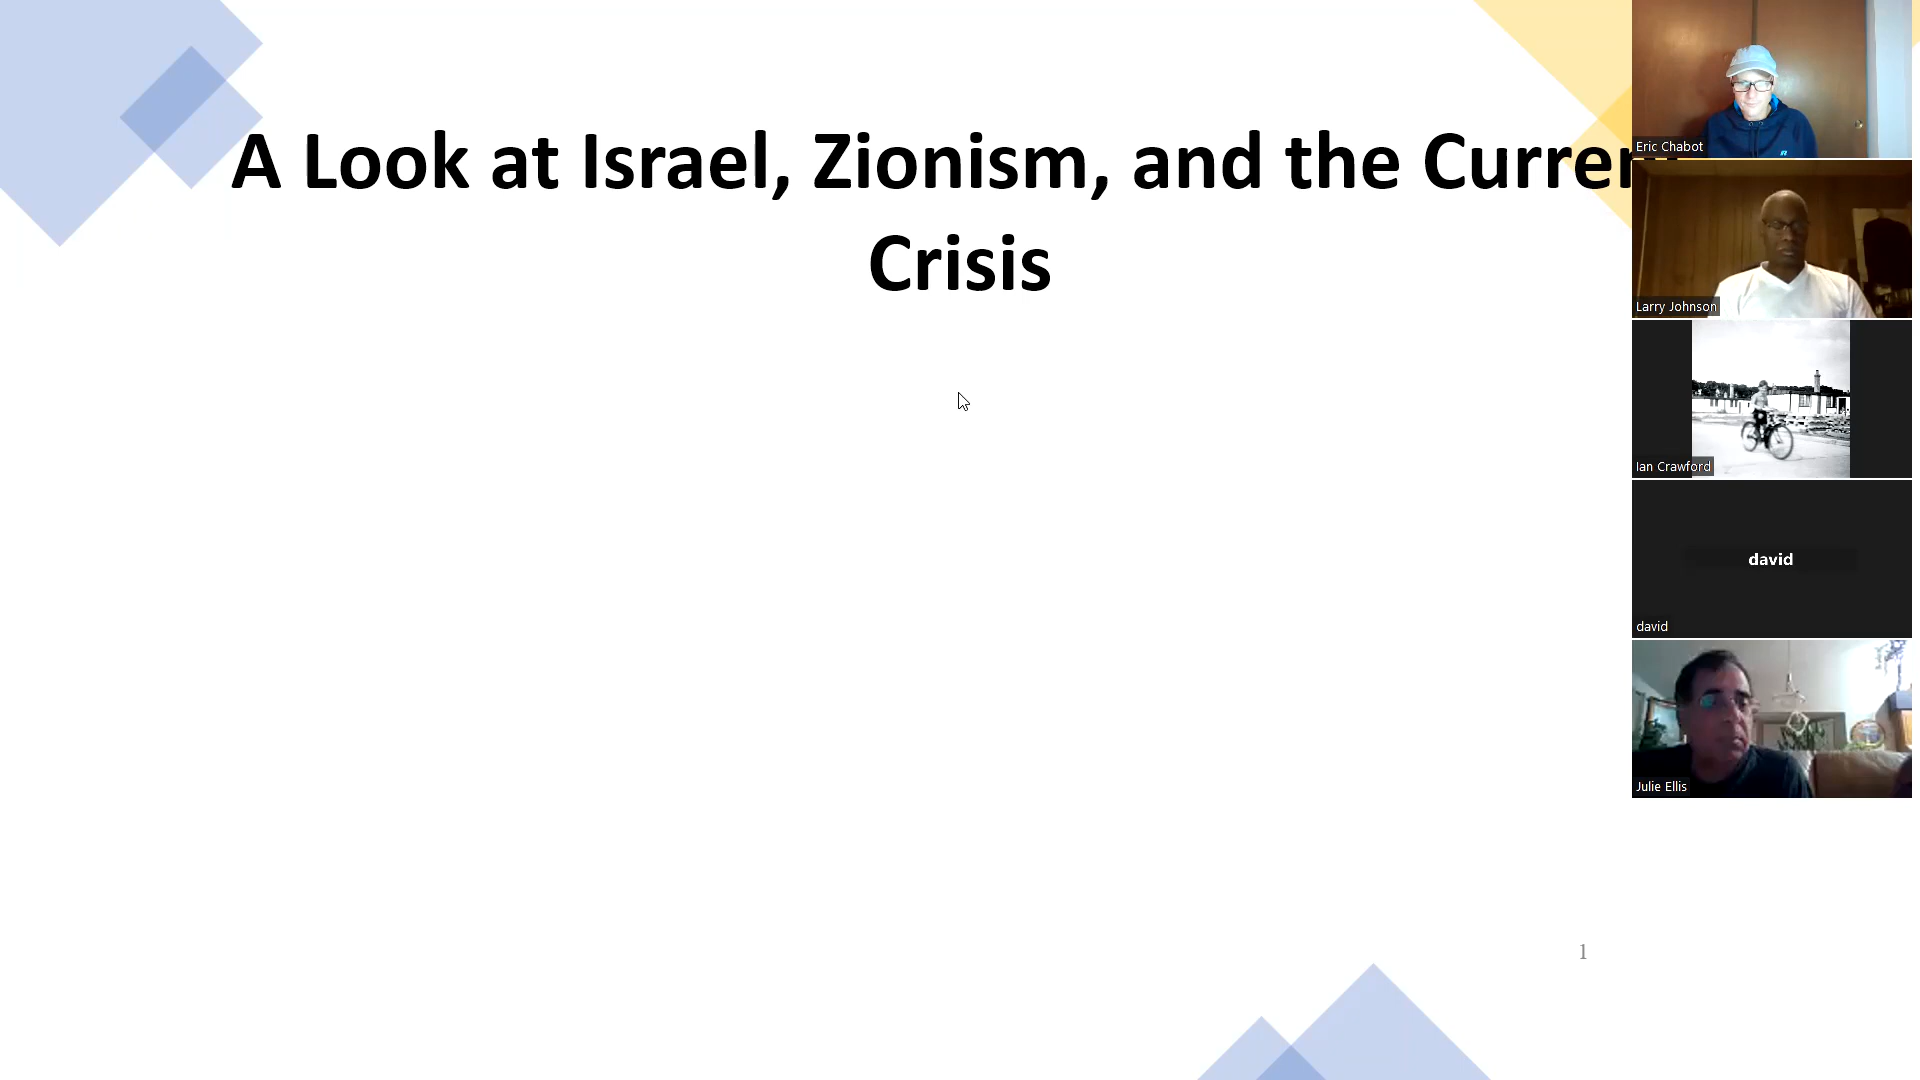 A Look at Israel, Zionism, and the Curren
Crisis
1
Eric Chabot
Larry Johnson
Ian Crawford
david
david
Julie Ellis